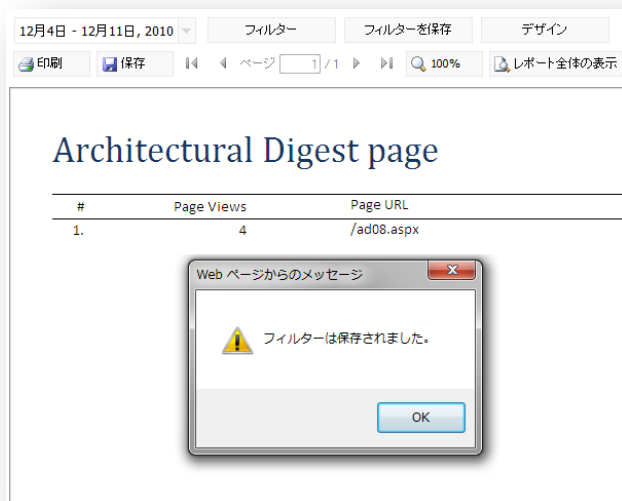 12月4日 - 12月11日, 2010 フィルター フィルターを保存 デザイン
印刷 保存 ページ 1 / 1 100% レポート全体の表示
Architectural Digest page
# Page Views Page URL
1. 4 /ad08.aspx
Web ページからのメッセージ
フィルターは保存されました。
OK